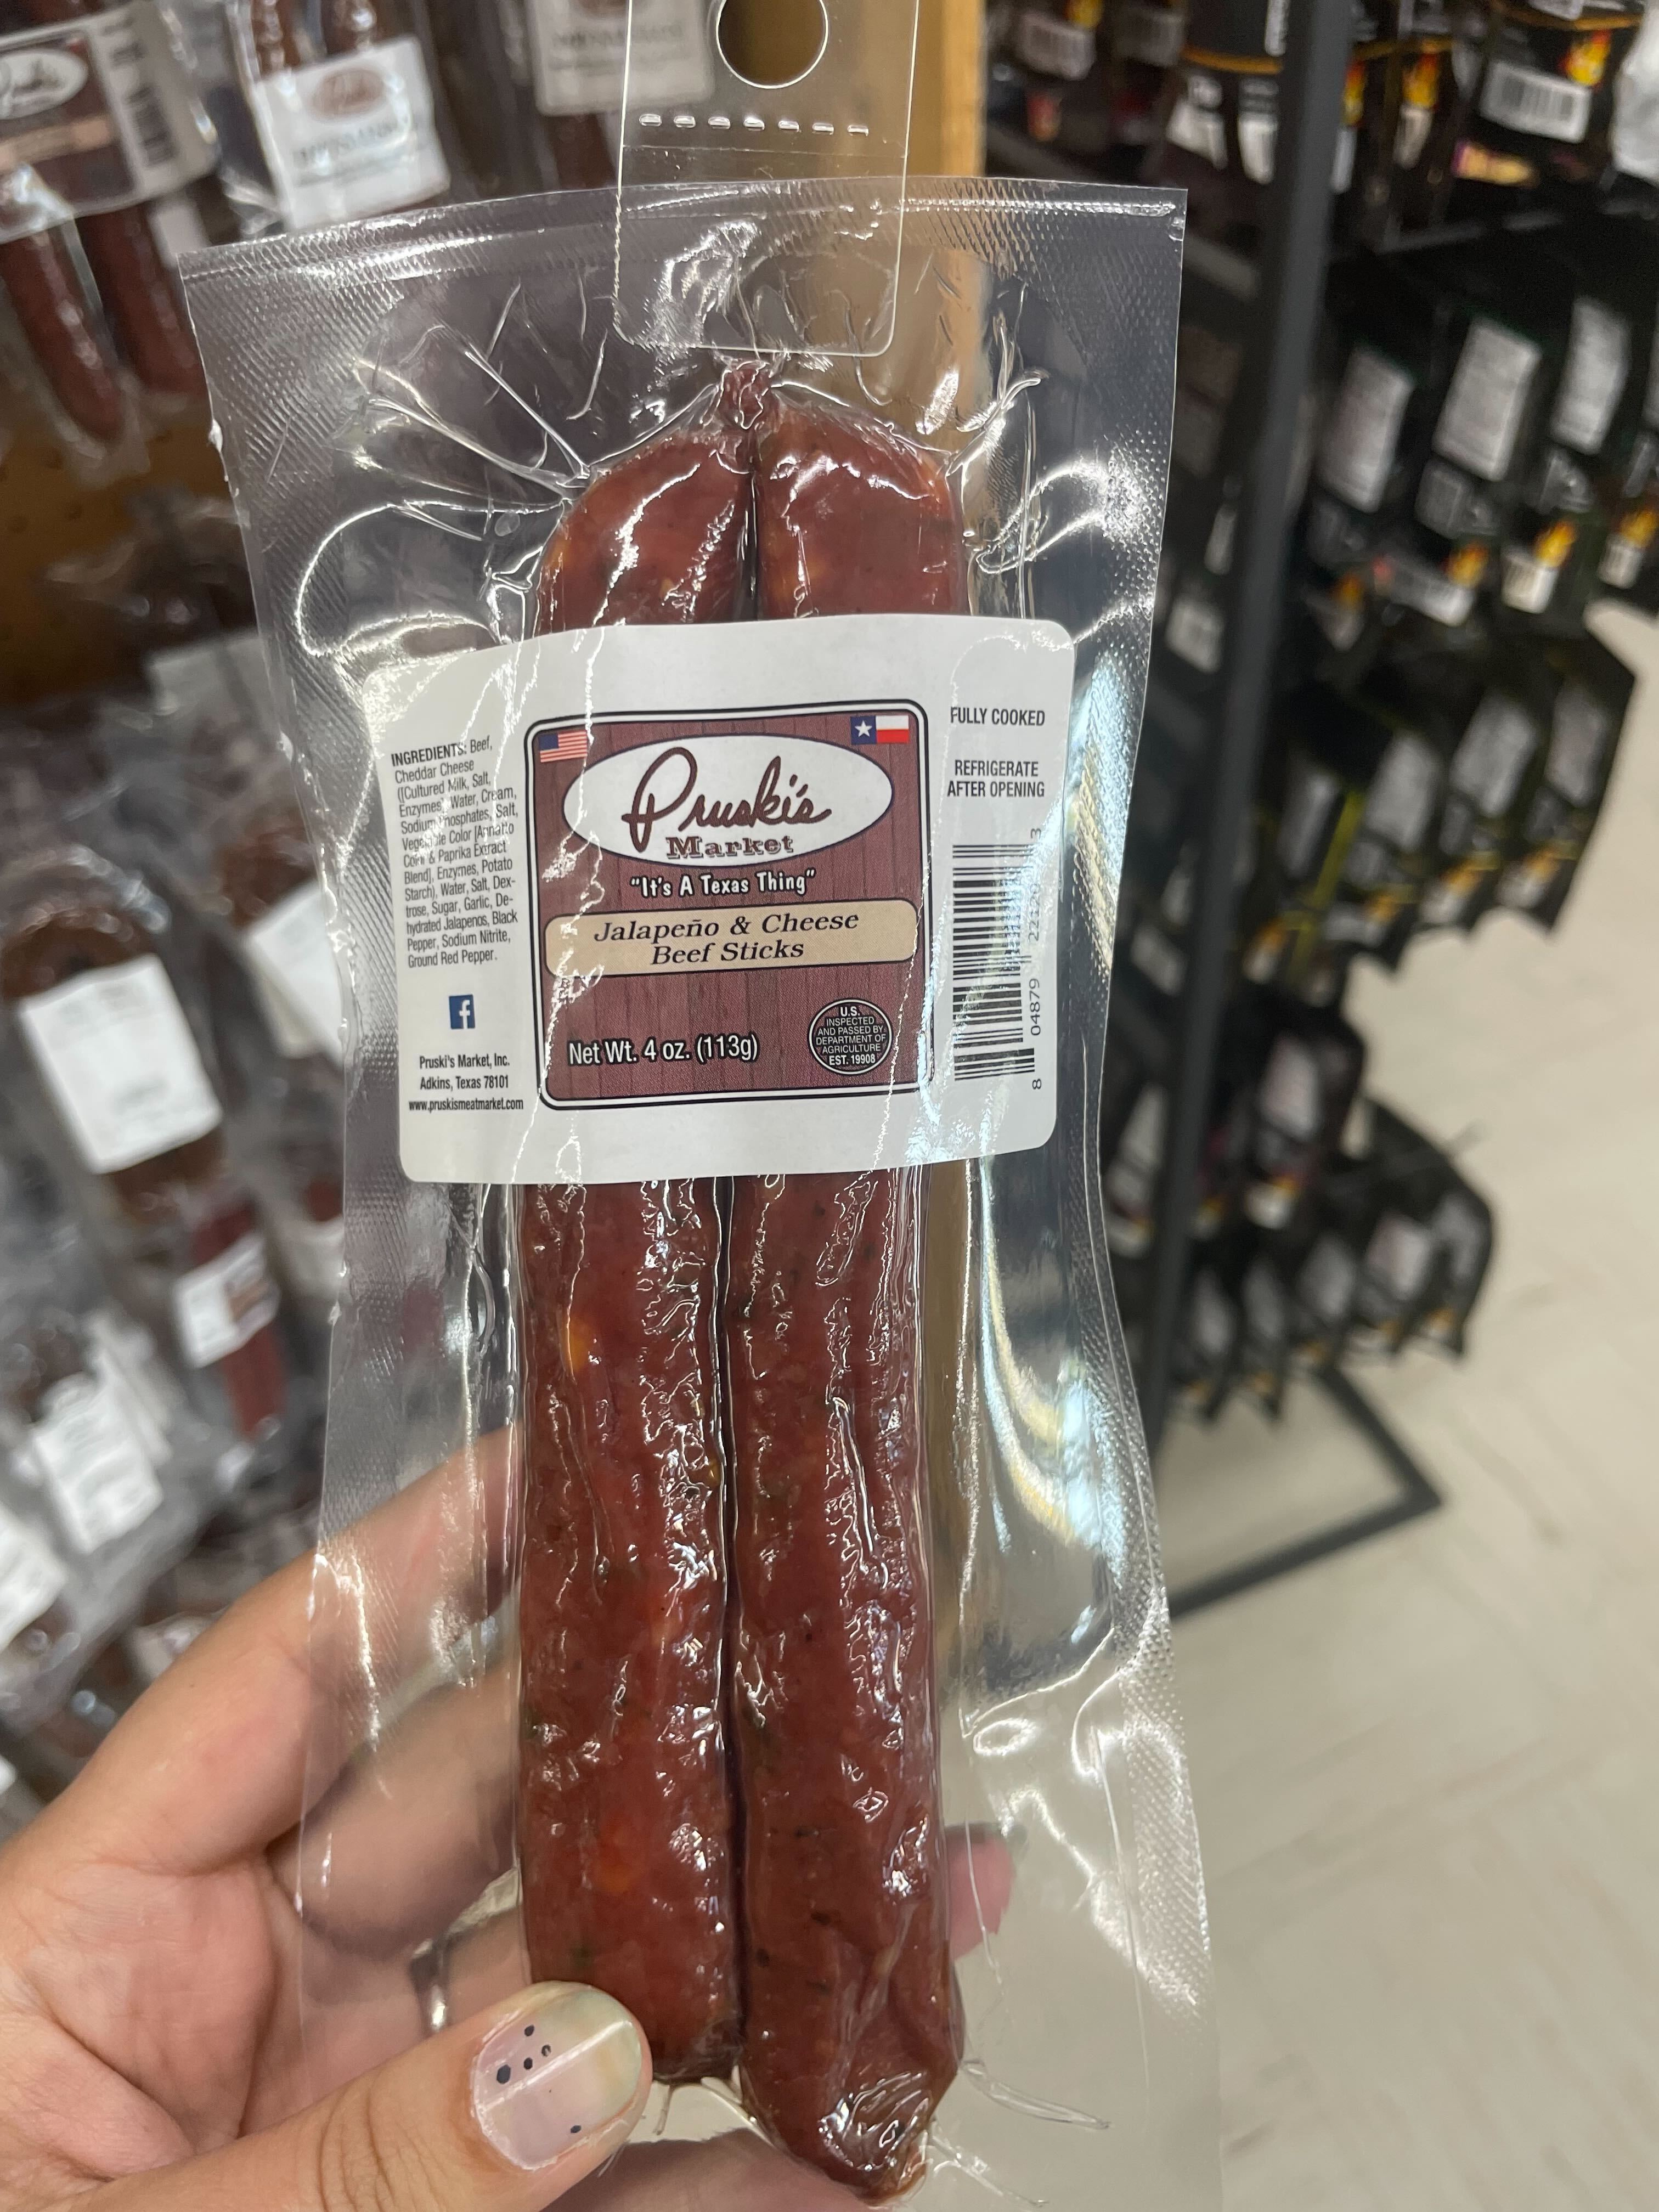 INGREDIENTS: Beef,
Cheddar Cheese
([Cultured Milk, Salt,
Enzymes], Water, Cream,
Sodium Phosphates, Salt,
Vegetable Color [Annatto
& Paprika Extract
Blend], Enzymes, Potato
Starch), Water, Salt, Dex-
trose, Sugar, Garlic, De-
hydrated Jalapenos, Black
Pepper, Sodium Nitrite,
Ground Red Pepper.
f
Pruski's Market, Inc.
Adkins, Texas 78101
www.pruskismeatmarket.com
Pruski's
Market
"It's A Texas Thing"
Jalapeño & Cheese
Beef Sticks
Net Wt. 4 oz. (113g)
U.S.
INSPECTED
AND PASSED BY
DEPARTMENT OF
AGRICULTURE
EST. 19908
FULLY COOKED
REFRIGERATE
AFTER OPENING
8 04879 3